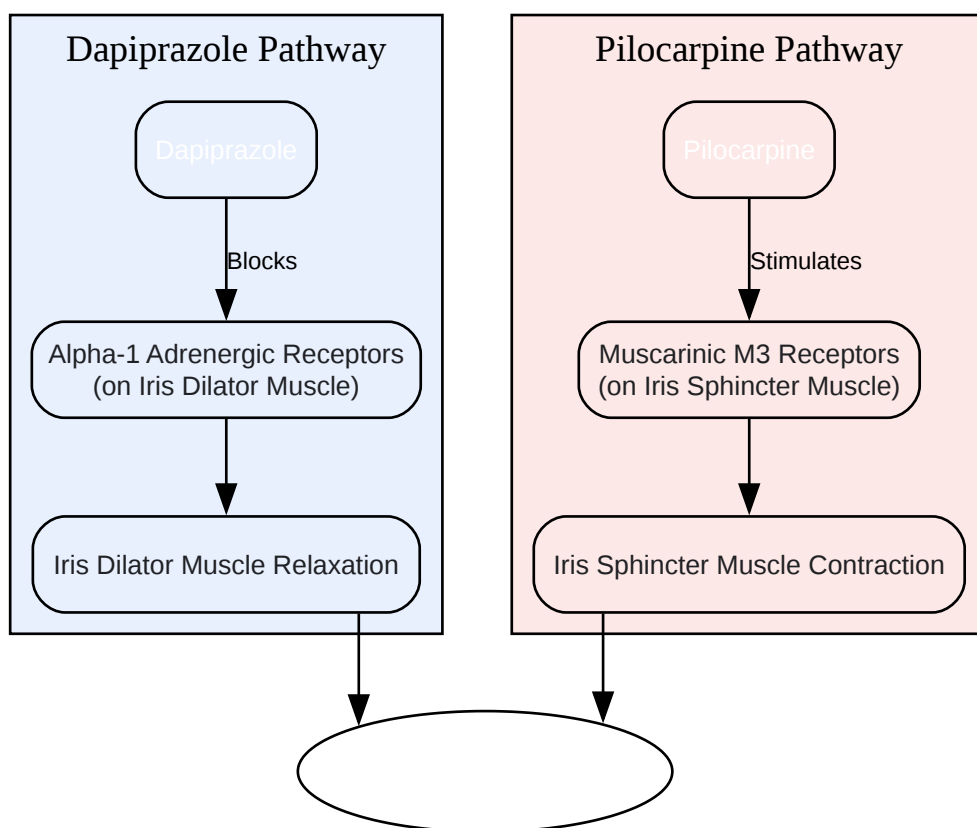 Dapiprazole Pathway
Dapiprazole
Blocks
Alpha-1 Adrenergic Receptors
(on Iris Dilator Muscle)
Iris Dilator Muscle Relaxation
Pilocarpine Pathway
Pilocarpine
Stimulates
Muscarinic M3 Receptors
(on Iris Sphincter Muscle)
Iris Sphincter Muscle Contraction